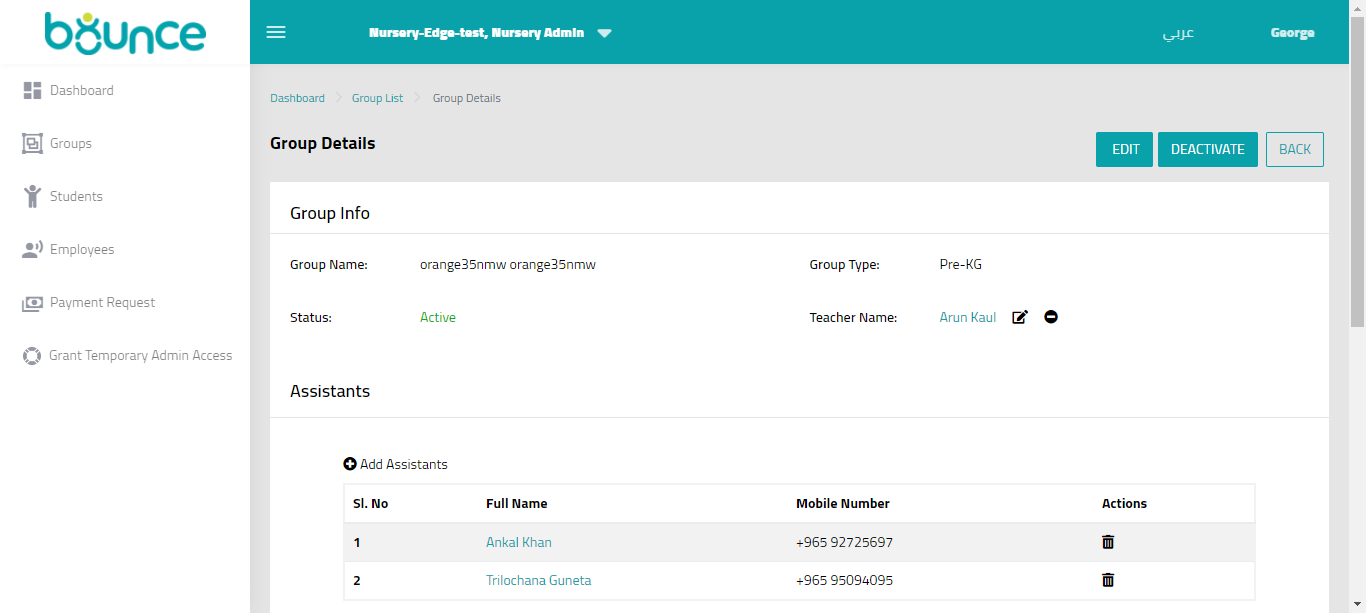 bounce
Nursery-Edge-test, Nursery Admin
عربي
George
Dashboard
Groups
Students
Employees
Payment Request
Grant Temporary Admin Access
Dashboard Group List Group Details
Group Details
EDIT DEACTIVATE BACK
Group Info
Group Name: orange35nmw orange35nmw Group Type: Pre-KG
Status: Active Teacher Name: Arun Kaul
Assistants
Add Assistants
Sl. No Full Name Mobile Number Actions
1 Ankal Khan +965 92725697
2 Trilochana Guneta +965 95094095